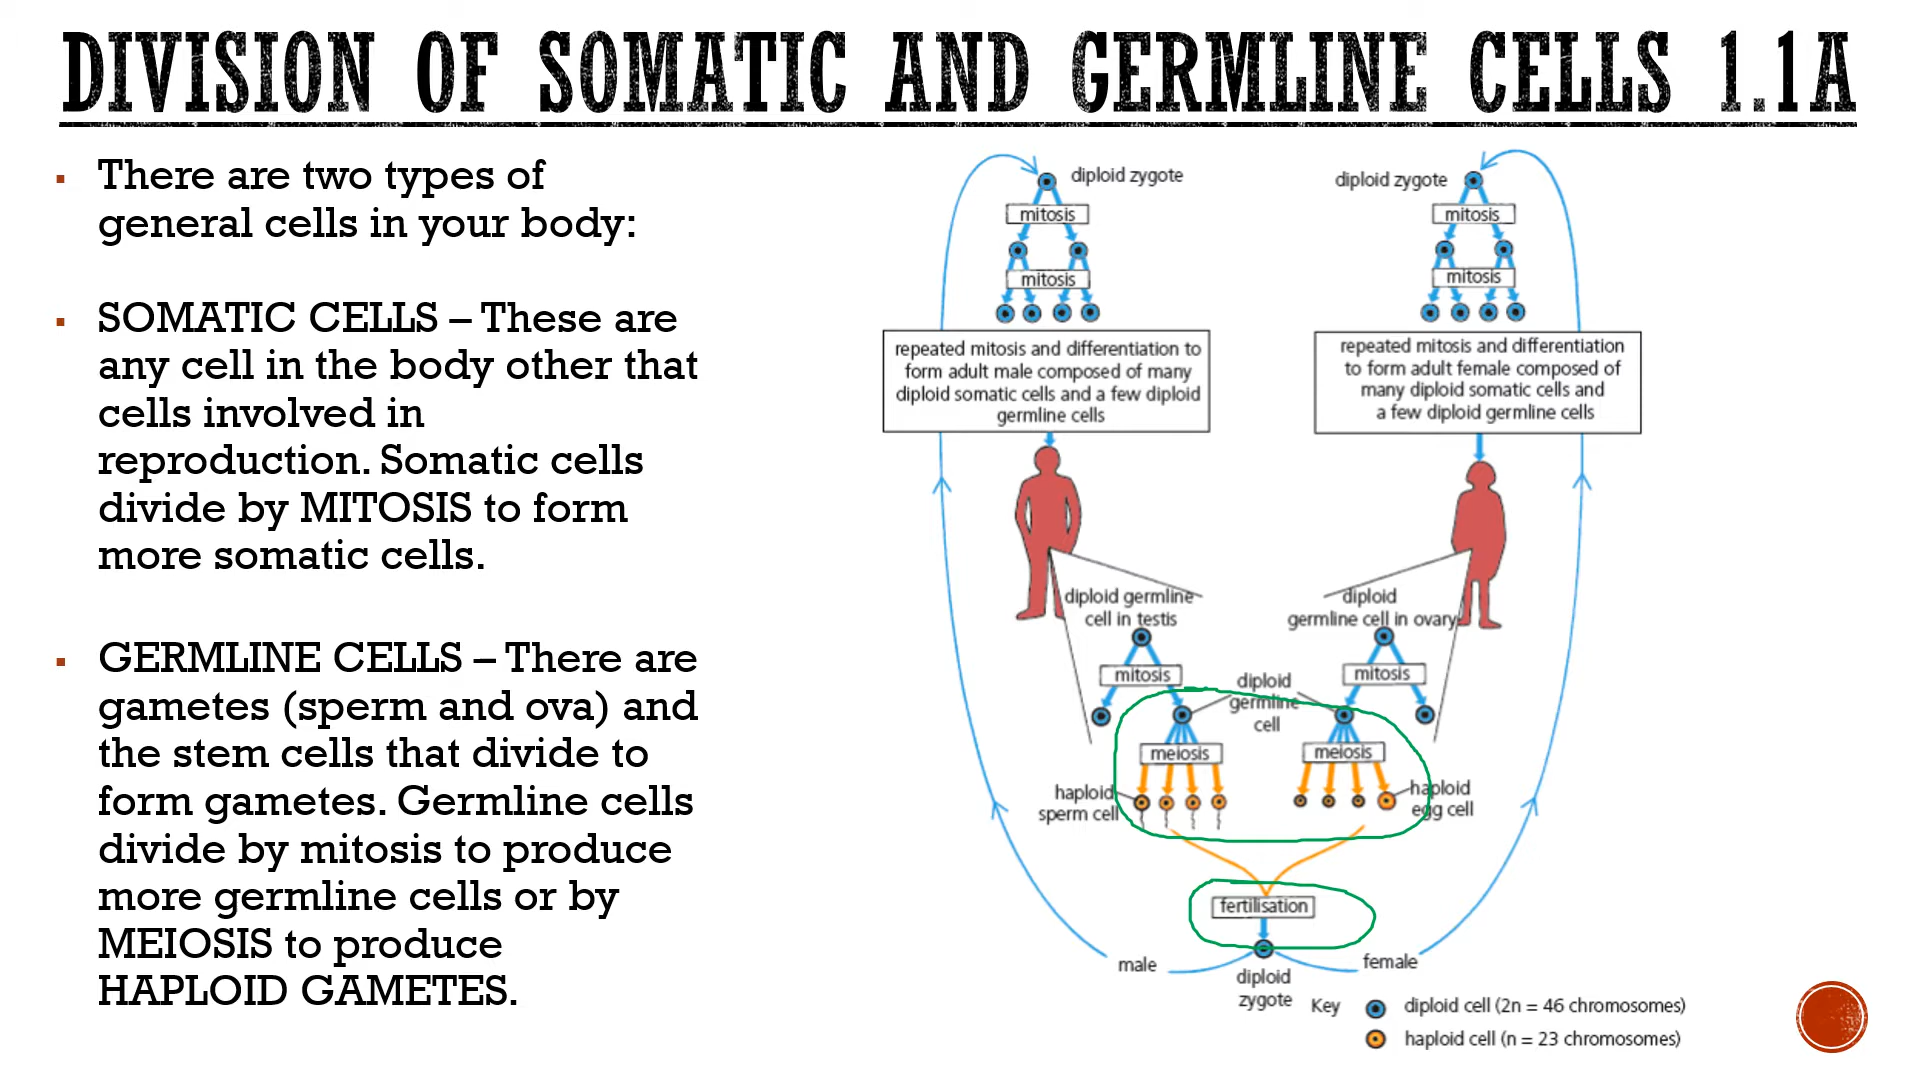 DIVISION OF SOMATIC AND GERMLINE CELLS 1.1A
There are two types of
general cells in your body:
SOMATIC CELLS – These are
any cell in the body other that
cells involved in
reproduction. Somatic cells
divide by MITOSIS to form
more somatic cells.
GERMLINE CELLS – There are
gametes (sperm and ova) and
the stem cells that divide to
form gametes. Germline cells
divide by mitosis to produce
more germline cells or by
MEIOSIS to produce
HAPLOID GAMETES.
diploid zygote
mitosis
mitosis
repeated mitosis and differentiation to
form adult male composed of many
diploid somatic cells and a few diploid
germline cells
diploid zygote
mitosis
mitosis
repeated mitosis and differentiation
to form adult female composed of
many diploid somatic cells and
a few diploid germline cells
diploid germline
cell in testis
mitosis
diploid
germline cell in ovary
mitosis
diploid
germline
cell
meiosis
meiosis
haploid
sperm cell
haploid
egg cell
fertilisation
male
female
diploid
zygote
Key
diploid cell (2n = 46 chromosomes)
haploid cell (n = 23 chromosomes)